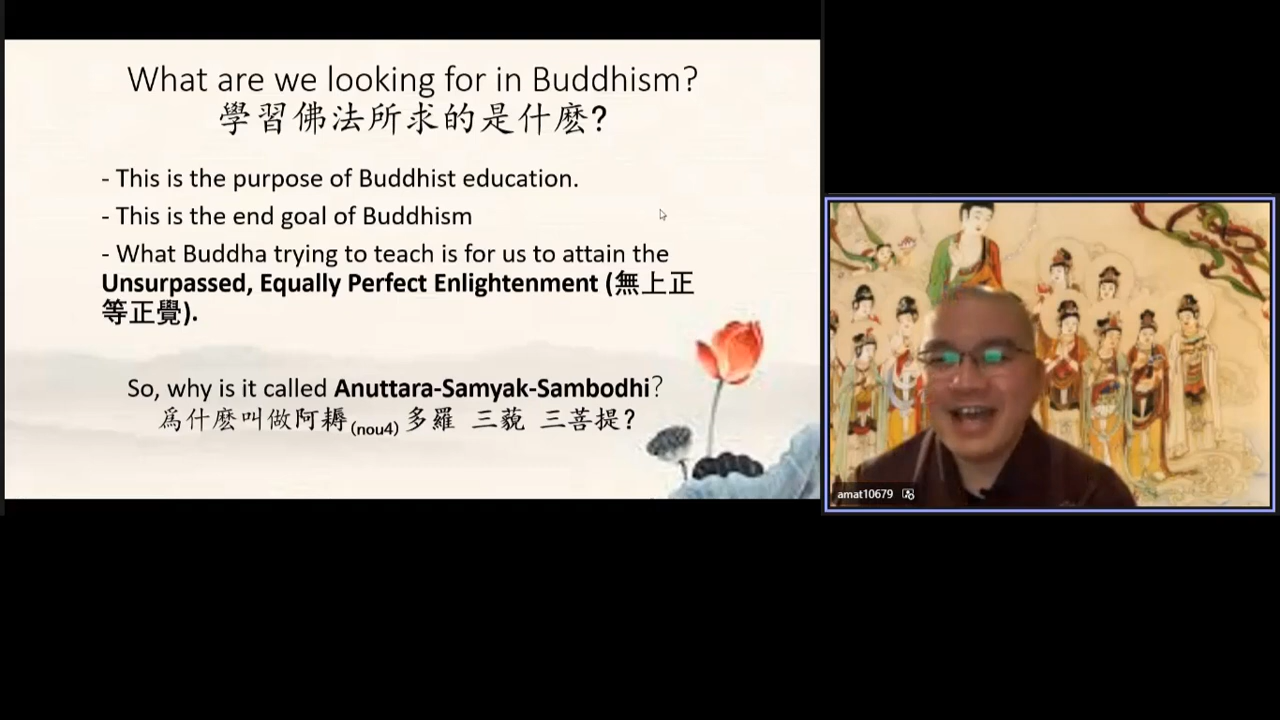 What are we looking for in Buddhism?
學習佛法所求的是什麽?
- This is the purpose of Buddhist education.
- This is the end goal of Buddhism
- What Buddha trying to teach is for us to attain the
Unsurpassed, Equally Perfect Enlightenment (無上正
等正覺).
So, why is it called Anuttara-Samyak-Sambodhi?
爲什麼叫做阿耨(nou4) 多羅 三藐 三菩提?
amat10679